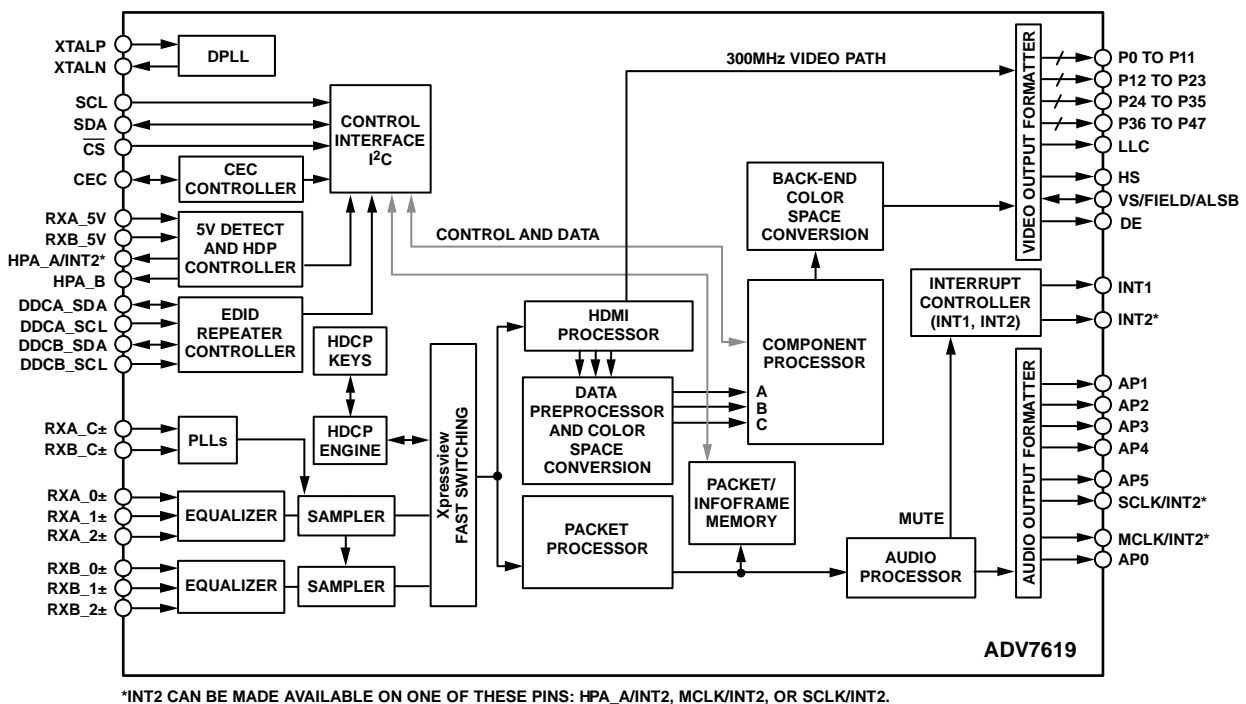 XTALP
XTALN
DPLL
SCL
SDA
CS
CEC
CEC
CONTROLLER
CONTROL
INTERFACE
I2C
RXA_5V
RXB_5V
HPA_A/INT2*
HPA_B
5V DETECT
AND HDP
CONTROLLER
DDCA_SDA
DDCA_SCL
DDCB_SDA
DDCB_SCL
EDID
REPEATER
CONTROLLER
HDCP
KEYS
HDCP
ENGINE
RXA_C±
RXB_C±
PLLs
RXA_0±
RXA_1±
RXA_2±
EQUALIZER
SAMPLER
RXB_0±
RXB_1±
RXB_2±
EQUALIZER
SAMPLER
Xpressview
FAST SWITCHING
300MHz VIDEO PATH
CONTROL AND DATA
HDMI
PROCESSOR
DATA
PREPROCESSOR
AND COLOR
SPACE
CONVERSION
PACKET
PROCESSOR
A
B
C
COMPONENT
PROCESSOR
BACK-END
COLOR
SPACE
CONVERSION
PACKET/
INFOFRAME
MEMORY
MUTE
AUDIO
PROCESSOR
INTERRUPT
CONTROLLER
(INT1, INT2)
VIDEO OUTPUT FORMATTER
AUDIO OUTPUT FORMATTER
P0 TO P11
P12 TO P23
P24 TO P35
P36 TO P47
LLC
HS
VS/FIELD/ALSB
DE
INT1
INT2*
AP1
AP2
AP3
AP4
AP5
SCLK/INT2*
MCLK/INT2*
AP0
ADV7619
*INT2 CAN BE MADE AVAILABLE ON ONE OF THESE PINS: HPA_A/INT2, MCLK/INT2, OR SCLK/INT2.